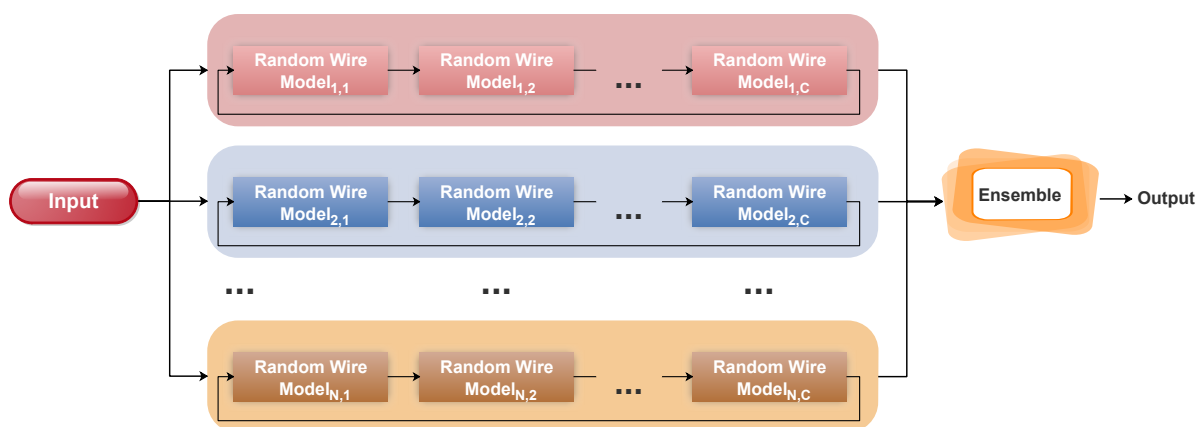 Random Wire
Model1,1
Random Wire
Model1,2
...
Random Wire
Model1,C
Input
Random Wire
Model2,1
Random Wire
Model2,2
...
Random Wire
Model2,C
Ensemble
Output
...
...
...
Random Wire
ModelN,1
Random Wire
ModelN,2
...
Random Wire
ModelN,C